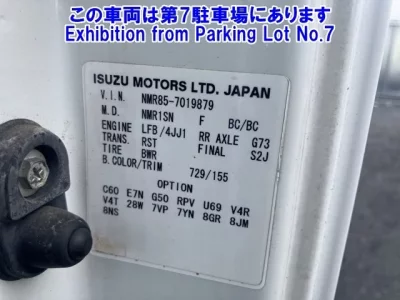 この車両は第7駐車場にあります
Exhibition from Parking Lot No.7
ISUZU MOTORS LTD. JAPAN
V.I.N. NMR85-7019879
M.D. NMR1SN F BC/BC
ENGINE LFB/4JJ1 RR AXLE G73
TRANS. RST FINAL S2J
TIRE BWR
B.COLOR/TRIM 729/155
OPTION
C60 E7N G50 RPV U69 V4R
V4T 28W 7VP 7YN 8GR 8JM
8NS